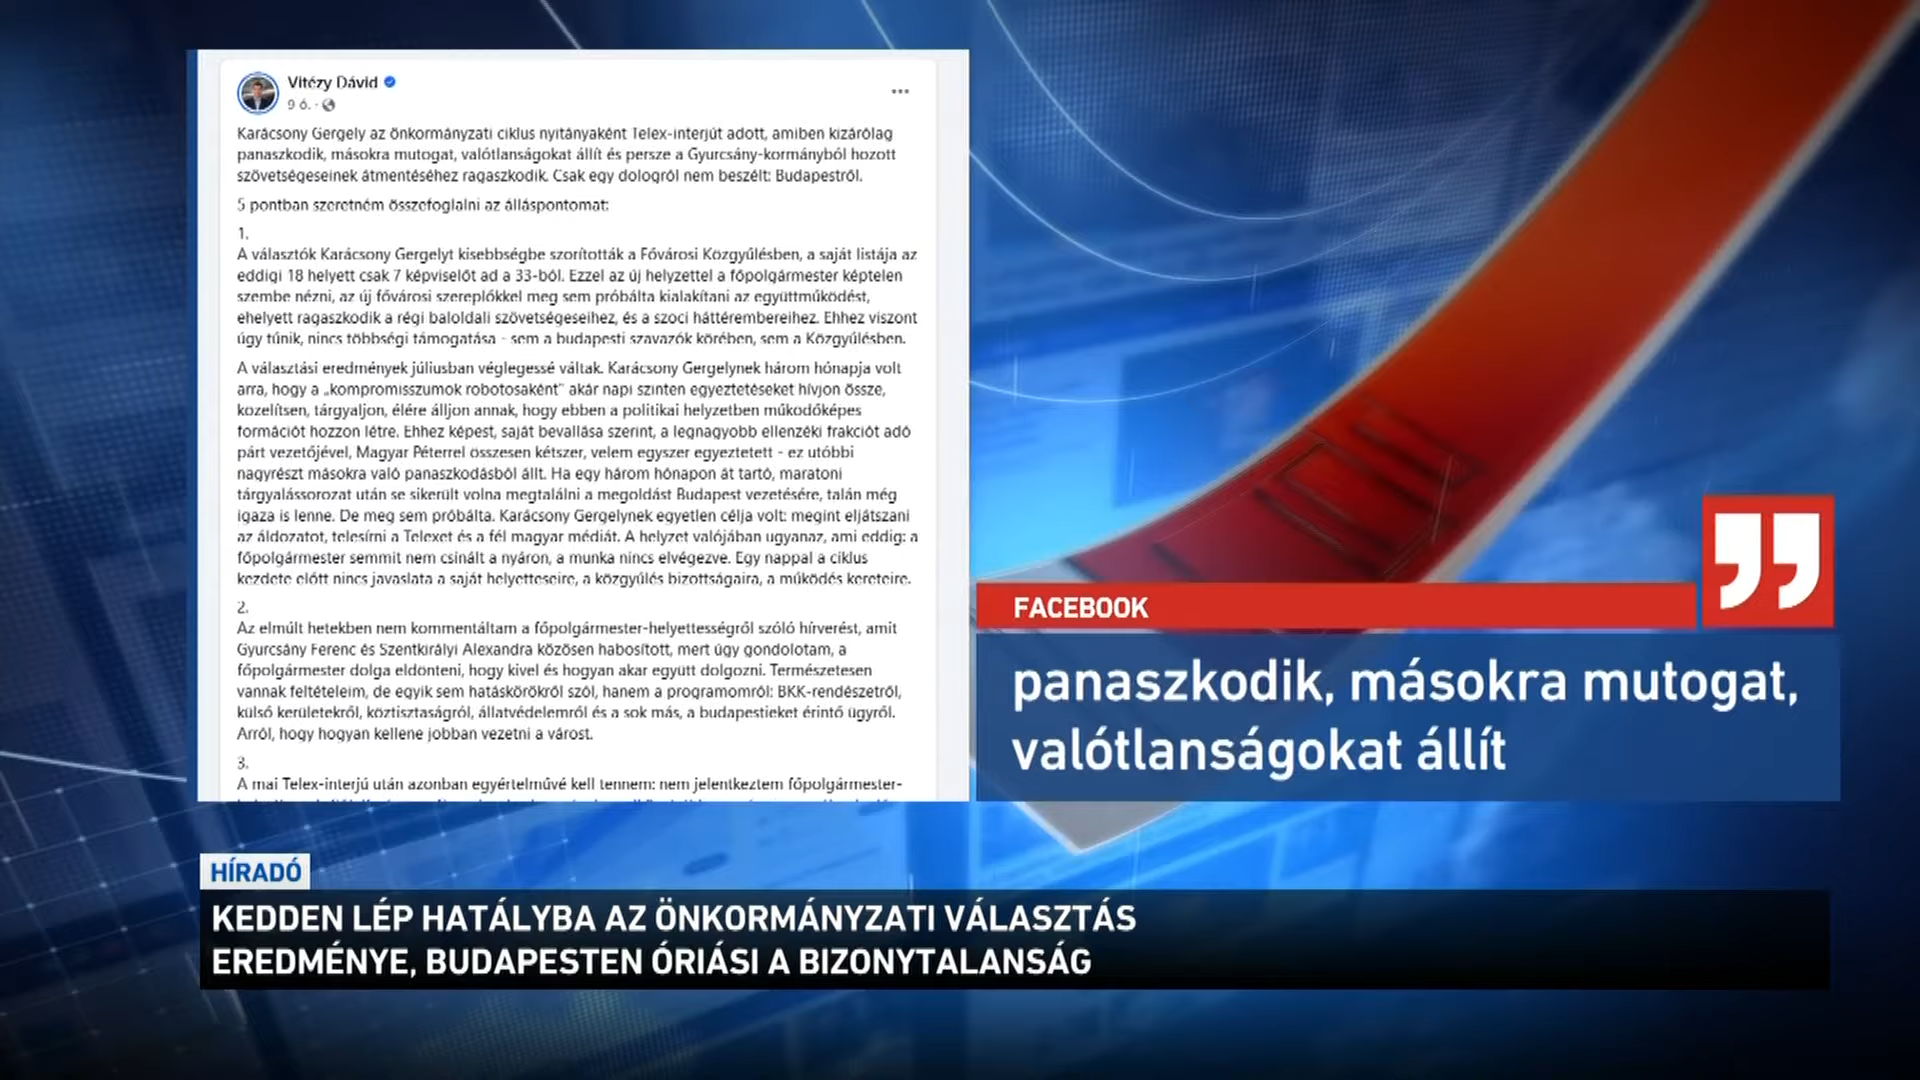 Vitézy Dávid
9 ó.
Karácsony Gergely az önkormányzati ciklus nyitányaként Telex-interjút adott, amiben kizárólag
panaszkodik, másokra mutogat, valótlanságokat állít és persze a Gyurcsány-kormányból hozott
szövetségeseinek átmentéséhez ragaszkodik. Csak egy dologról nem beszélt: Budapestről.
5 pontban szeretném összefoglalni az álláspontomat:
1.
A választók Karácsony Gergelyt kisebbségbe szorították a Fővárosi Közgyűlésben, a saját listája az
eddigi 18 helyett csak 7 képviselőt ad a 33-ból. Ezzel az új helyzettel a főpolgármester képtelen
szembe nézni, az új fővárosi szereplőkkel meg sem próbálta kialakítani az együttműködést,
ehelyett ragaszkodik a régi baloldali szövetségeseihez, és a szoci háttérembereihez. Ehhez viszont
úgy tűnik, nincs többségi támogatása - sem a budapesti szavazók körében, sem a Közgyűlésben.
A választási eredmények júliusban véglegessé váltak. Karácsony Gergelynek három hónapja volt
arra, hogy a „kompromisszumok robotosaként" akár napi szinten egyeztetéseket hívjon össze,
közelítsen, tárgyaljon, élére álljon annak, hogy ebben a politikai helyzetben működőképes
formációt hozzon létre. Ehhez képest, saját bevallása szerint, a legnagyobb ellenzéki frakciót adó
párt vezetőjével, Magyar Péterrel összesen kétszer, velem egyszer egyeztetett - ez utóbbi
nagyrészt másokra való panaszkodásból állt. Ha egy három hónapon át tartó, maratoni
tárgyalássorozat után se sikerült volna megtalálni a megoldást Budapest vezetésére, talán még
igaza is lenne. De meg sem próbálta. Karácsony Gergelynek egyetlen célja volt: megint eljátszani
az áldozatot, telesírni a Telexet és a fél magyar médiát. A helyzet valójában ugyanaz, ami eddig: a
főpolgármester semmit nem csinált a nyáron, a munka nincs elvégezve. Egy nappal a ciklus
kezdete előtt nincs javaslata a saját helyetteseire, a közgyűlés bizottságaira, a működés kereteire.
2.
Az elmúlt hetekben nem kommentáltam a főpolgármester-helyettességről szóló hírverést, amit
Gyurcsány Ferenc és Szentkirályi Alexandra közösen habosított, mert úgy gondolotam, a
főpolgármester dolga eldönteni, hogy kivel és hogyan akar együtt dolgozni. Természetesen
vannak feltételeim, de egyik sem hatáskörökről szól, hanem a programomról: BKK-rendészetről,
külső kerületekről, köztisztaságról, állatvédelemről és a sok más, a budapestieket érintő ügyről.
Arról, hogy hogyan kellene jobban vezetni a várost.
3.
A mai Telex-interjú után azonban egyértelművé kell tennem: nem jelentkeztem főpolgármester-
FACEBOOK
panaszkodik, másokra mutogat,
valótlanságokat állít
HÍRADÓ
KEDDEN LÉP HATÁLYBA AZ ÖNKORMÁNYZATI VÁLASZTÁS
EREDMÉNYE, BUDAPESTEN ÓRIÁSI A BIZONYTALANSÁG